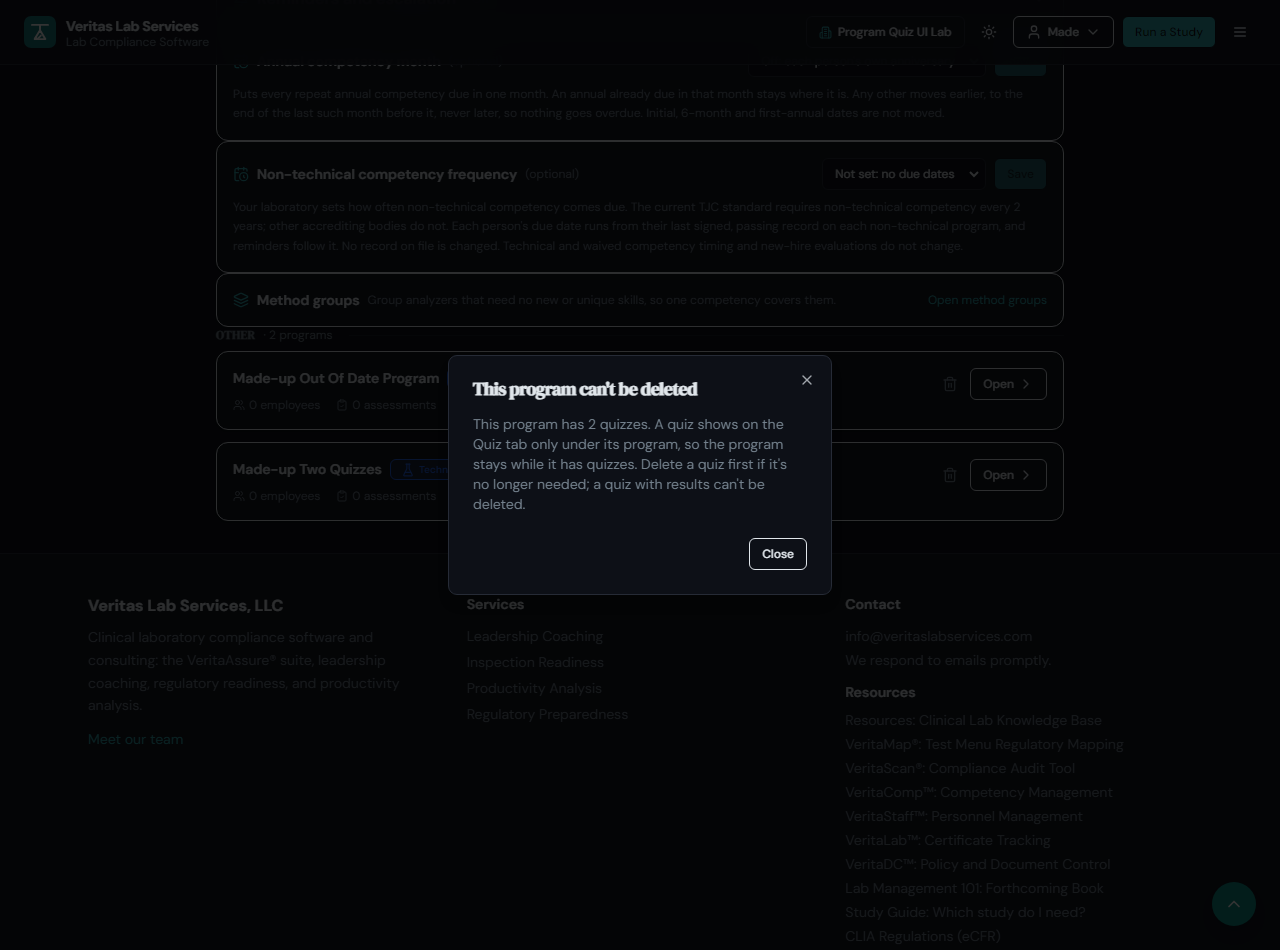 Veritas Lab Services
Lab Compliance Software
Program Quiz UI Lab
Made
Run a Study
Puts every repeat annual competency due in one month. An annual already due in that month stays where it is. Any other moves earlier, to the
end of the last such month before it, never later, so nothing goes overdue. Initial, 6-month and first-annual dates are not moved.
Non-technical competency frequency (optional)
Not set: no due dates
Save
Your laboratory sets how often non-technical competency comes due. The current TJC standard requires non-technical competency every 2
years; other accrediting bodies do not. Each person's due date runs from their last signed, passing record on each non-technical program, and
reminders follow it. No record on file is changed. Technical and waived competency timing and new-hire evaluations do not change.
Method groups Group analyzers that need no new or unique skills, so one competency covers them.
Open method groups
OTHER · 2 programs
Made-up Out Of Date Program
0 employees 0 assessments
Open
Made-up Two Quizzes
0 employees 0 assessments
Open
This program can't be deleted
This program has 2 quizzes. A quiz shows on the
Quiz tab only under its program, so the program
stays while it has quizzes. Delete a quiz first if it's
no longer needed; a quiz with results can't be
deleted.
Close
Veritas Lab Services, LLC
Clinical laboratory compliance software and
consulting: the VeritaAssure® suite, leadership
coaching, regulatory readiness, and productivity
analysis.
Meet our team
Services
Leadership Coaching
Inspection Readiness
Productivity Analysis
Regulatory Preparedness
Contact
info@veritaslabservices.com
We respond to emails promptly.
Resources
Resources: Clinical Lab Knowledge Base
VeritaMap®: Test Menu Regulatory Mapping
VeritaScan®: Compliance Audit Tool
VeritaComp™: Competency Management
VeritaStaff™: Personnel Management
VeritaLab™: Certificate Tracking
VeritaDC™: Policy and Document Control
Lab Management 101: Forthcoming Book
Study Guide: Which study do I need?
CLIA Regulations (eCFR)